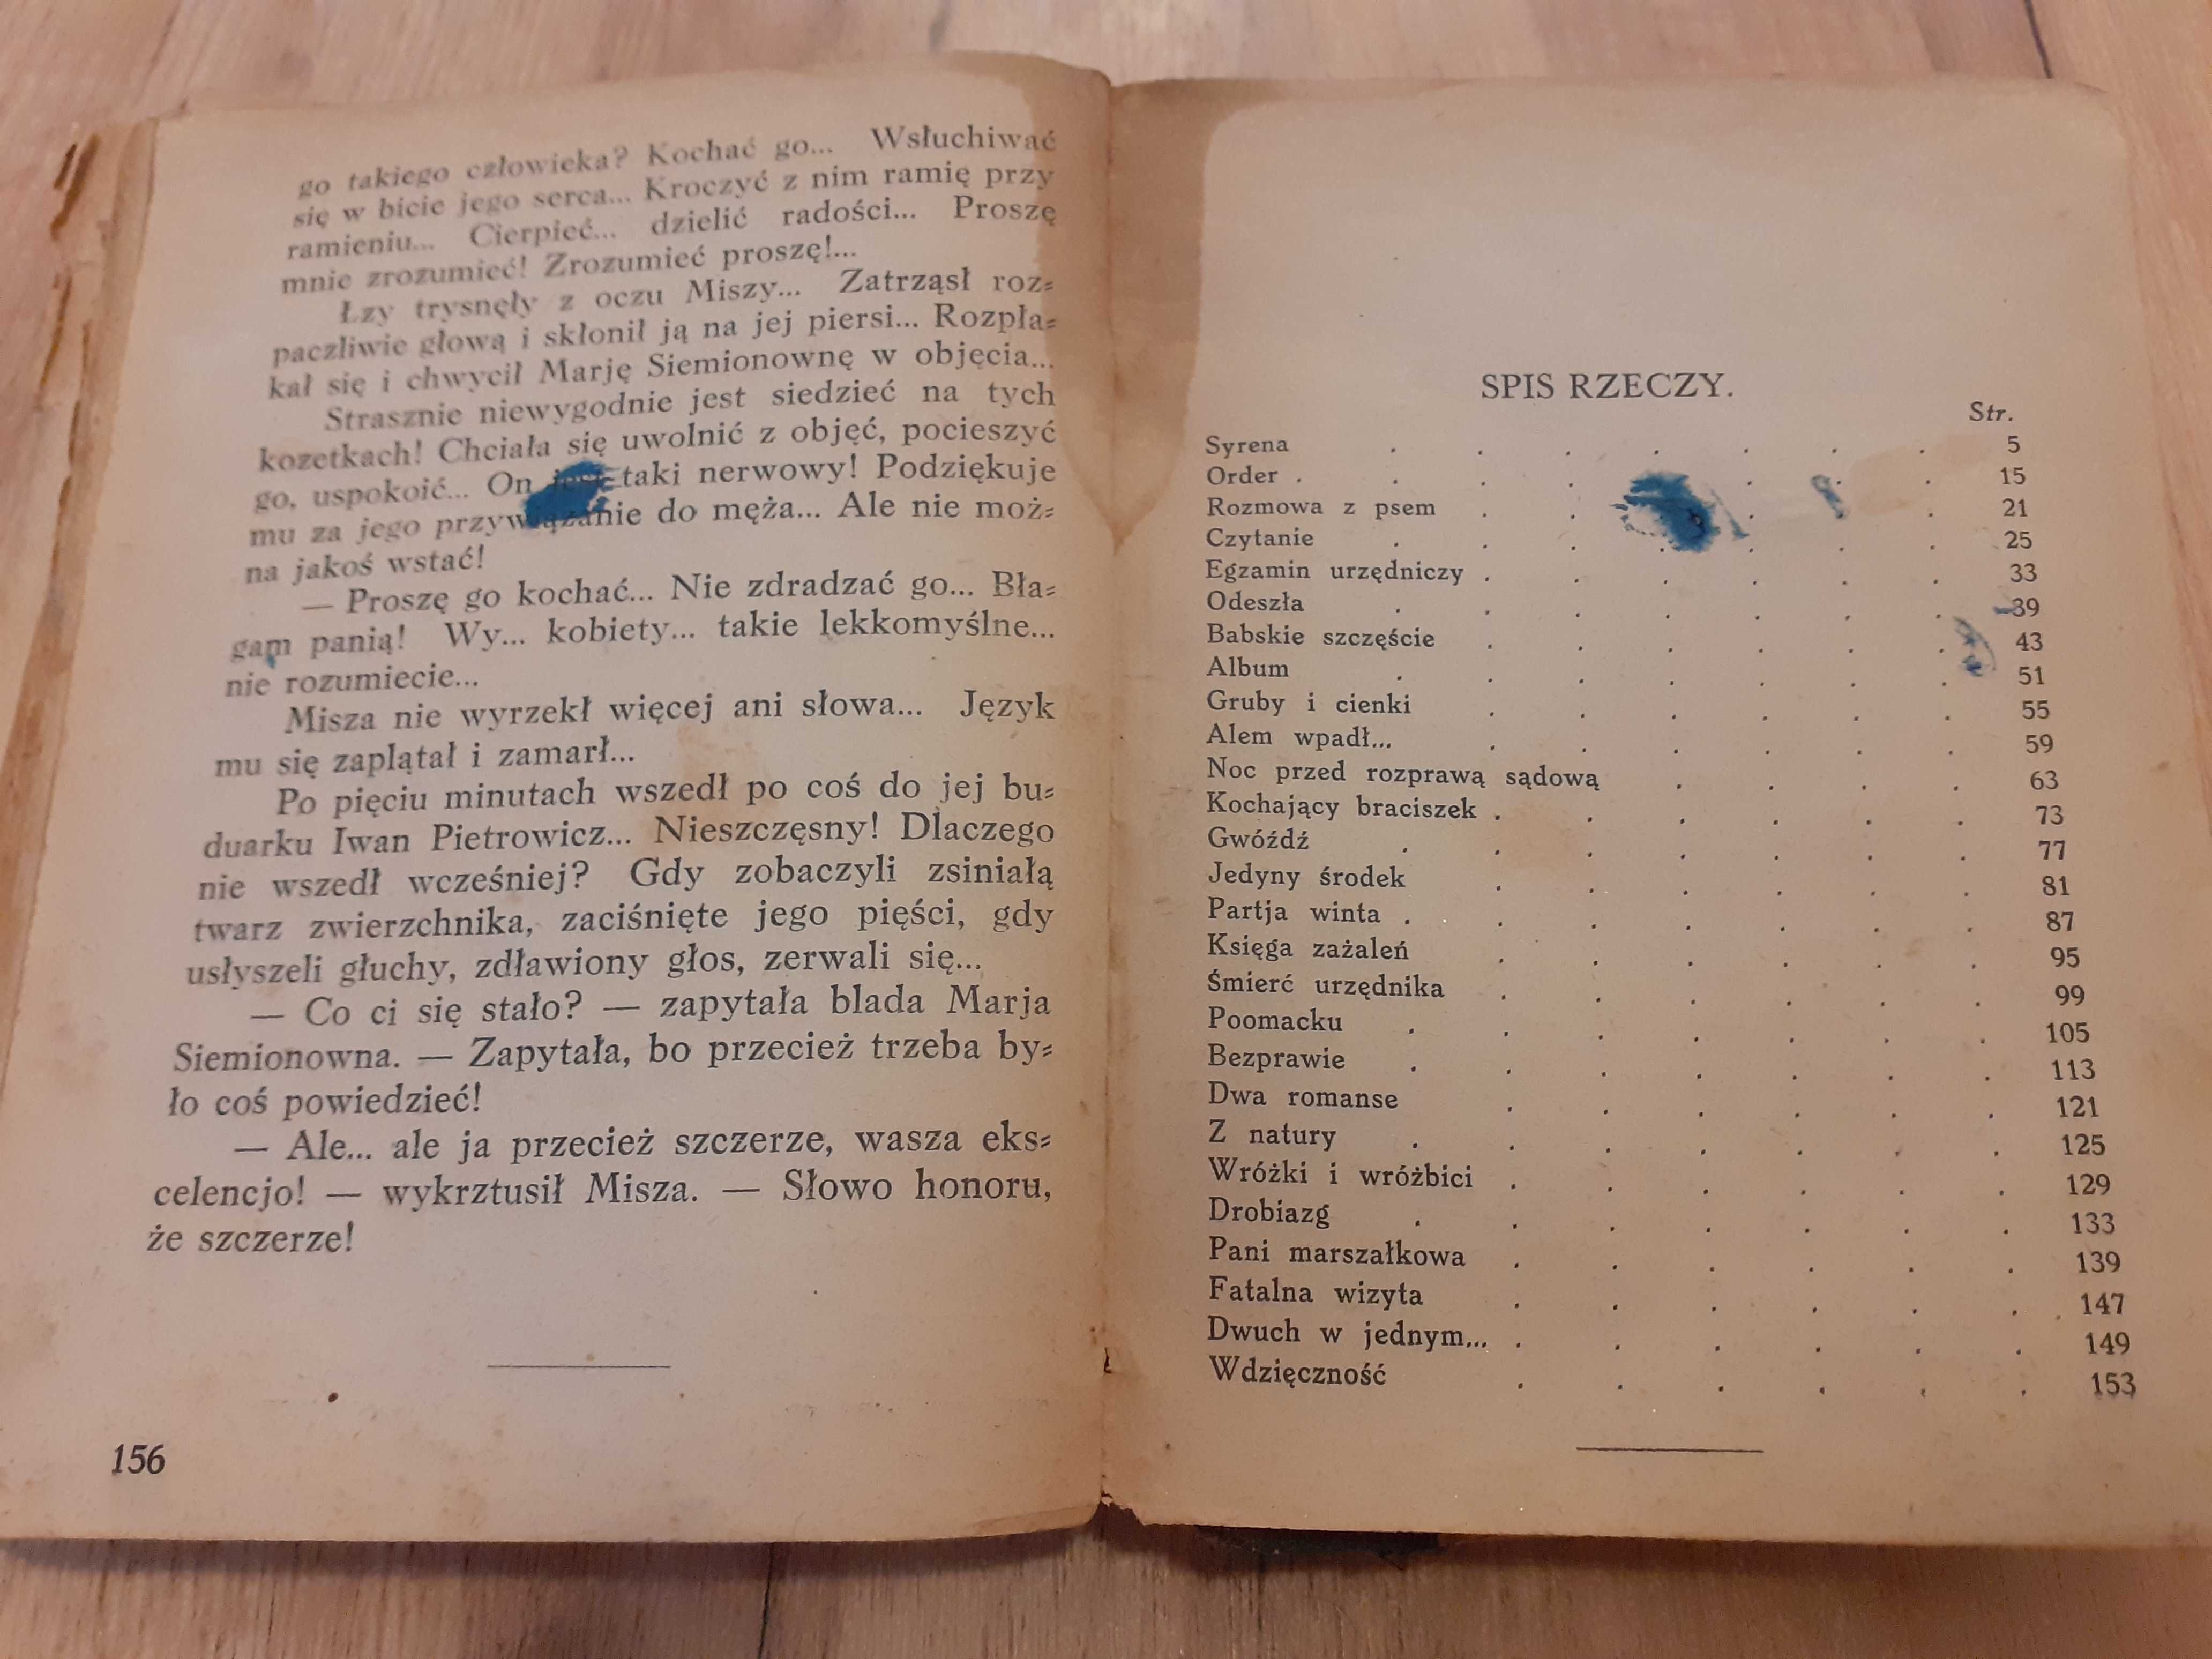 go takiego człowieka? Kochać go... Wsłuchiwać
się w bicie jego serca... Kroczyć z nim ramię przy
ramieniu... Cierpieć... dzielić radości... Proszę
mnie zrozumieć! Zrozumieć proszę!...
Łzy trysnęły z oczu Miszy... Zatrząsł roz-
paczliwie głową i skłonił ją na jej piersi... Rozpła-
kał się i chwycił Marję Siemionownę w objęcia...
Strasznie niewygodnie jest siedzieć na tych
kozetkach! Chciała się uwolnić z objęć, pocieszyć
go, uspokoić... On jest taki nerwowy! Podziękuje
mu za jego przywiązanie do męża... Ale nie moż-
na jakoś wstać!
— Proszę go kochać... Nie zdradzać go... Bła-
gam panią! Wy... kobiety... takie lekkomyślne...
nie rozumiecie...
Misza nie wyrzekł więcej ani słowa... Język
mu się zaplątał i zamarł...
Po pięciu minutach wszedł po coś do jej bu-
duarku Iwan Pietrowicz... Nieszczęsny! Dlaczego
nie wszedł wcześniej? Gdy zobaczyli zsiniałą
twarz zwierzchnika, zaciśnięte jego pięści, gdy
usłyszeli głuchy, zdławiony głos, zerwali się...
— Co ci się stało? — zapytała blada Marja
Siemionowna. — Zapytała, bo przecież trzeba by-
ło coś powiedzieć!
— Ale... ale ja przecież szczerze, wasza eks-
celencjo! — wykrztusił Misza. — Słowo honoru,
że szczerze!
156
SPIS RZECZY.
Str.
Syrena . . . . . . . 5
Order . . . . . . . 15
Rozmowa z psem . . . . . . 21
Czytanie . . . . . . . 25
Egzamin urzędniczy . . . . . . 33
Odeszła . . . . . . . 39
Babskie szczęście . . . . . . 43
Album . . . . . . . 51
Gruby i cienki . . . . . . 55
Alem wpadł... . . . . . . 59
Noc przed rozprawą sądową . . . . 63
Kochający braciszek . . . . . . 73
Gwóźdź . . . . . . . 77
Jedyny środek . . . . . . 81
Partja winta . . . . . . . 87
Księga zażaleń . . . . . . 95
Śmierć urzędnika . . . . . . 99
Poomacku . . . . . . . 105
Bezprawie . . . . . . . 113
Dwa romanse . . . . . . 121
Z natury . . . . . . . 125
Wróżki i wróżbici . . . . . . 129
Drobiazg . . . . . . . 133
Pani marszałkowa . . . . . . 139
Fatalna wizyta . . . . . . 147
Dwuch w jednym... . . . . . . 149
Wdzięczność . . . . . . 153